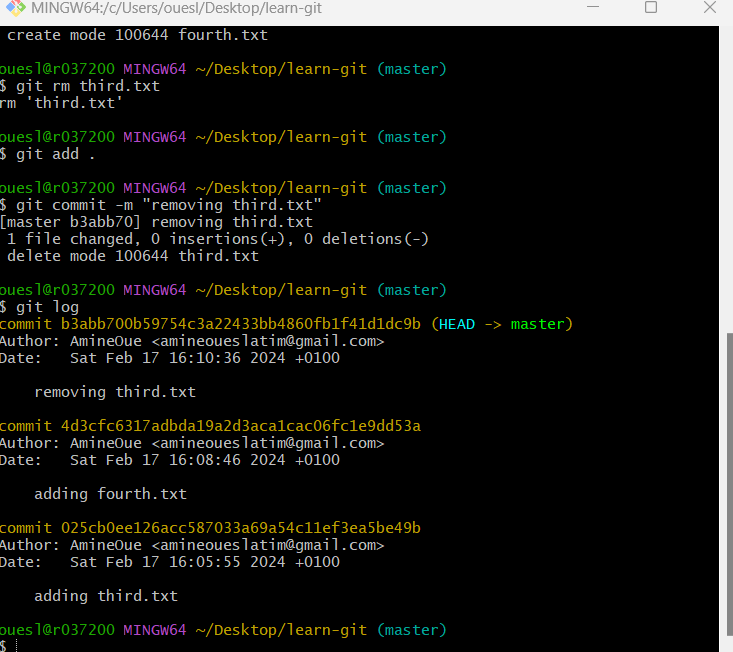 MINGW64:/c/Users/ouesl/Desktop/learn-git
create mode 100644 fourth.txt
ouesl@r037200 MINGW64 ~/Desktop/learn-git (master)
$ git rm third.txt
rm 'third.txt'
ouesl@r037200 MINGW64 ~/Desktop/learn-git (master)
$ git add .
ouesl@r037200 MINGW64 ~/Desktop/learn-git (master)
$ git commit -m "removing third.txt"
[master b3abb70] removing third.txt
1 file changed, 0 insertions(+), 0 deletions(-)
delete mode 100644 third.txt
ouesl@r037200 MINGW64 ~/Desktop/learn-git (master)
$ git log
commit b3abb700b59754c3a22433bb4860fb1f41d1dc9b (HEAD -> master)
Author: AmineOue <amineoueslatim@gmail.com>
Date:   Sat Feb 17 16:10:36 2024 +0100
removing third.txt
commit 4d3cfc6317adbda19a2d3aca1cac06fc1e9dd53a
Author: AmineOue <amineoueslatim@gmail.com>
Date:   Sat Feb 17 16:08:46 2024 +0100
adding fourth.txt
commit 025cb0ee126acc587033a69a54c11ef3ea5be49b
Author: AmineOue <amineoueslatim@gmail.com>
Date:   Sat Feb 17 16:05:55 2024 +0100
adding third.txt
ouesl@r037200 MINGW64 ~/Desktop/learn-git (master)
$